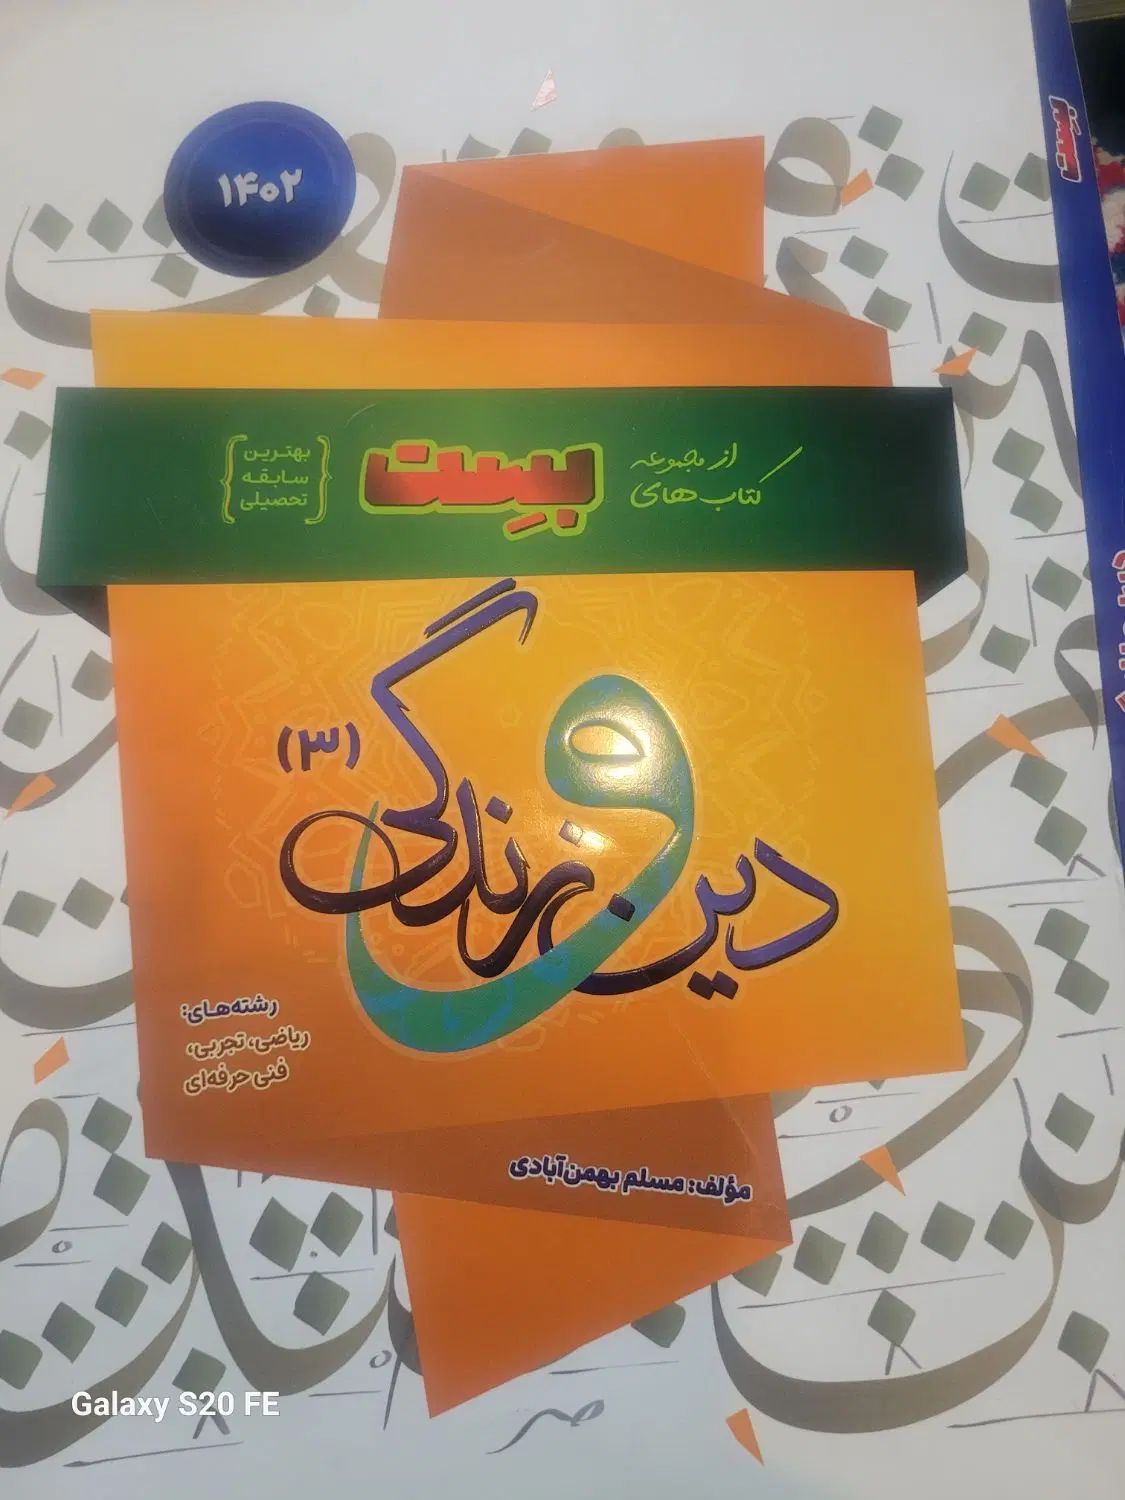 ۱۴۰۲
از مجموعه
کتاب‌های
بیست
بهترین
سابقه
تحصیلی
دین و زندگی
(۳)
رشته‌های:
ریاضی، تجربی،
فنی حرفه‌ای
مؤلف: مسلم بهمن‌آبادی
بیست
Galaxy S20 FE